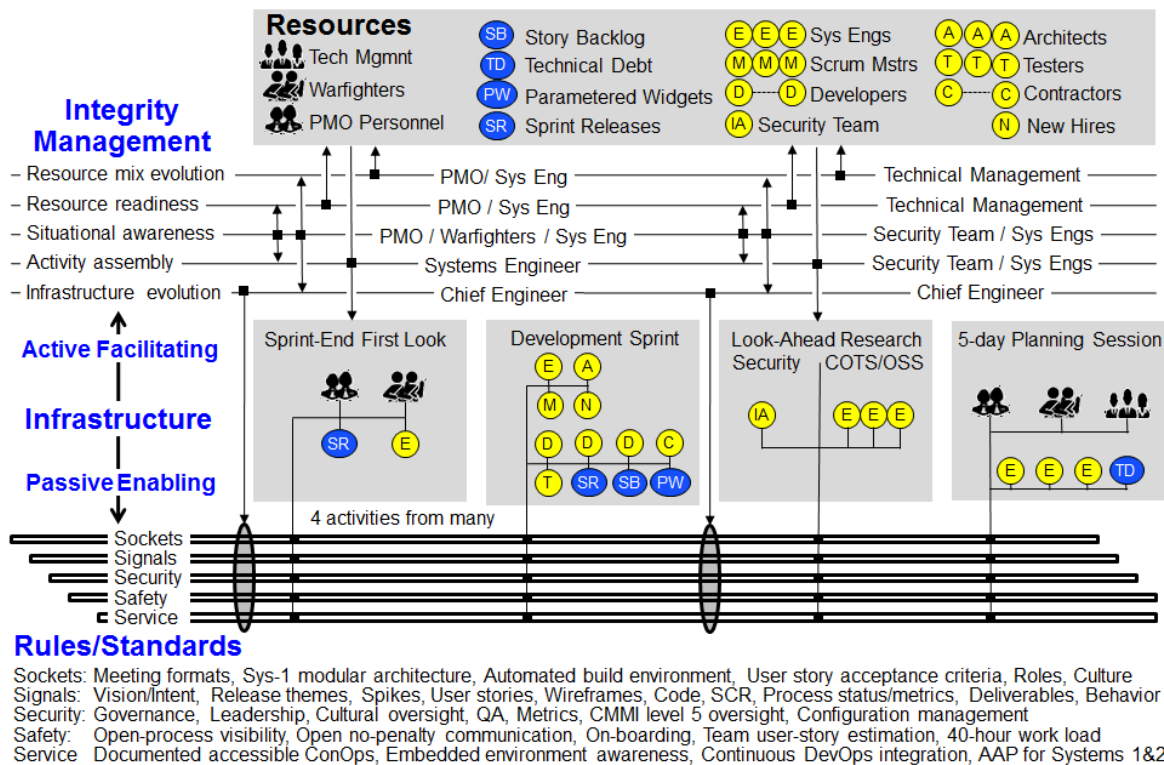 Resources
Tech Mgmnt
Warfighters
PMO Personnel
SB Story Backlog
TD Technical Debt
PW Parametered Widgets
SR Sprint Releases
E E E Sys Engs
M M M Scrum Mstrs
D D Developers
IA Security Team
A A A Architects
T T T Testers
C C Contractors
N New Hires
Integrity
Management
Resource mix evolution PMO/ Sys Eng Technical Management
Resource readiness PMO / Sys Eng Technical Management
Situational awareness PMO / Warfighters / Sys Eng Security Team / Sys Engs
Activity assembly Systems Engineer Security Team / Sys Engs
Infrastructure evolution Chief Engineer Chief Engineer
Active Facilitating
Infrastructure
Passive Enabling
Sprint-End First Look
SR E
Development Sprint
E A
M N
D D D C
T SR SB PW
Look-Ahead Research
Security COTS/OSS
IA E E E
5-day Planning Session
E E E TD
4 activities from many
Sockets
Signals
Security
Safety
Service
Rules/Standards
Sockets: Meeting formats, Sys-1 modular architecture, Automated build environment, User story acceptance criteria, Roles, Culture
Signals: Vision/Intent, Release themes, Spikes, User stories, Wireframes, Code, SCR, Process status/metrics, Deliverables, Behavior
Security: Governance, Leadership, Cultural oversight, QA, Metrics, CMMI level 5 oversight, Configuration management
Safety: Open-process visibility, Open no-penalty communication, On-boarding, Team user-story estimation, 40-hour work load
Service Documented accessible ConOps, Embedded environment awareness, Continuous DevOps integration, AAP for Systems 1&2